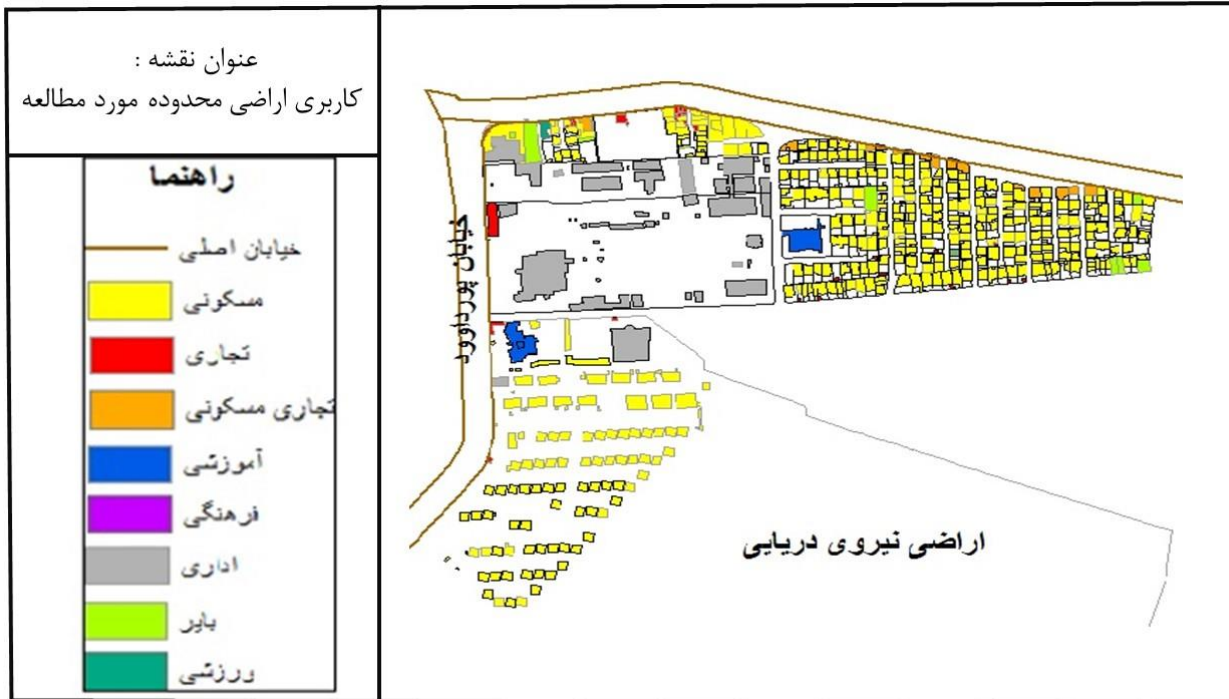 عنوان نقشه :
کاربری اراضی محدوده مورد مطالعه
راهنما
خیابان اصلی
مسکونی
تجاری
تجاری مسکونی
آموزشی
فرهنگی
اداری
بایر
ورزشی
خیابان پورداوود
اراضی نیروی دریایی